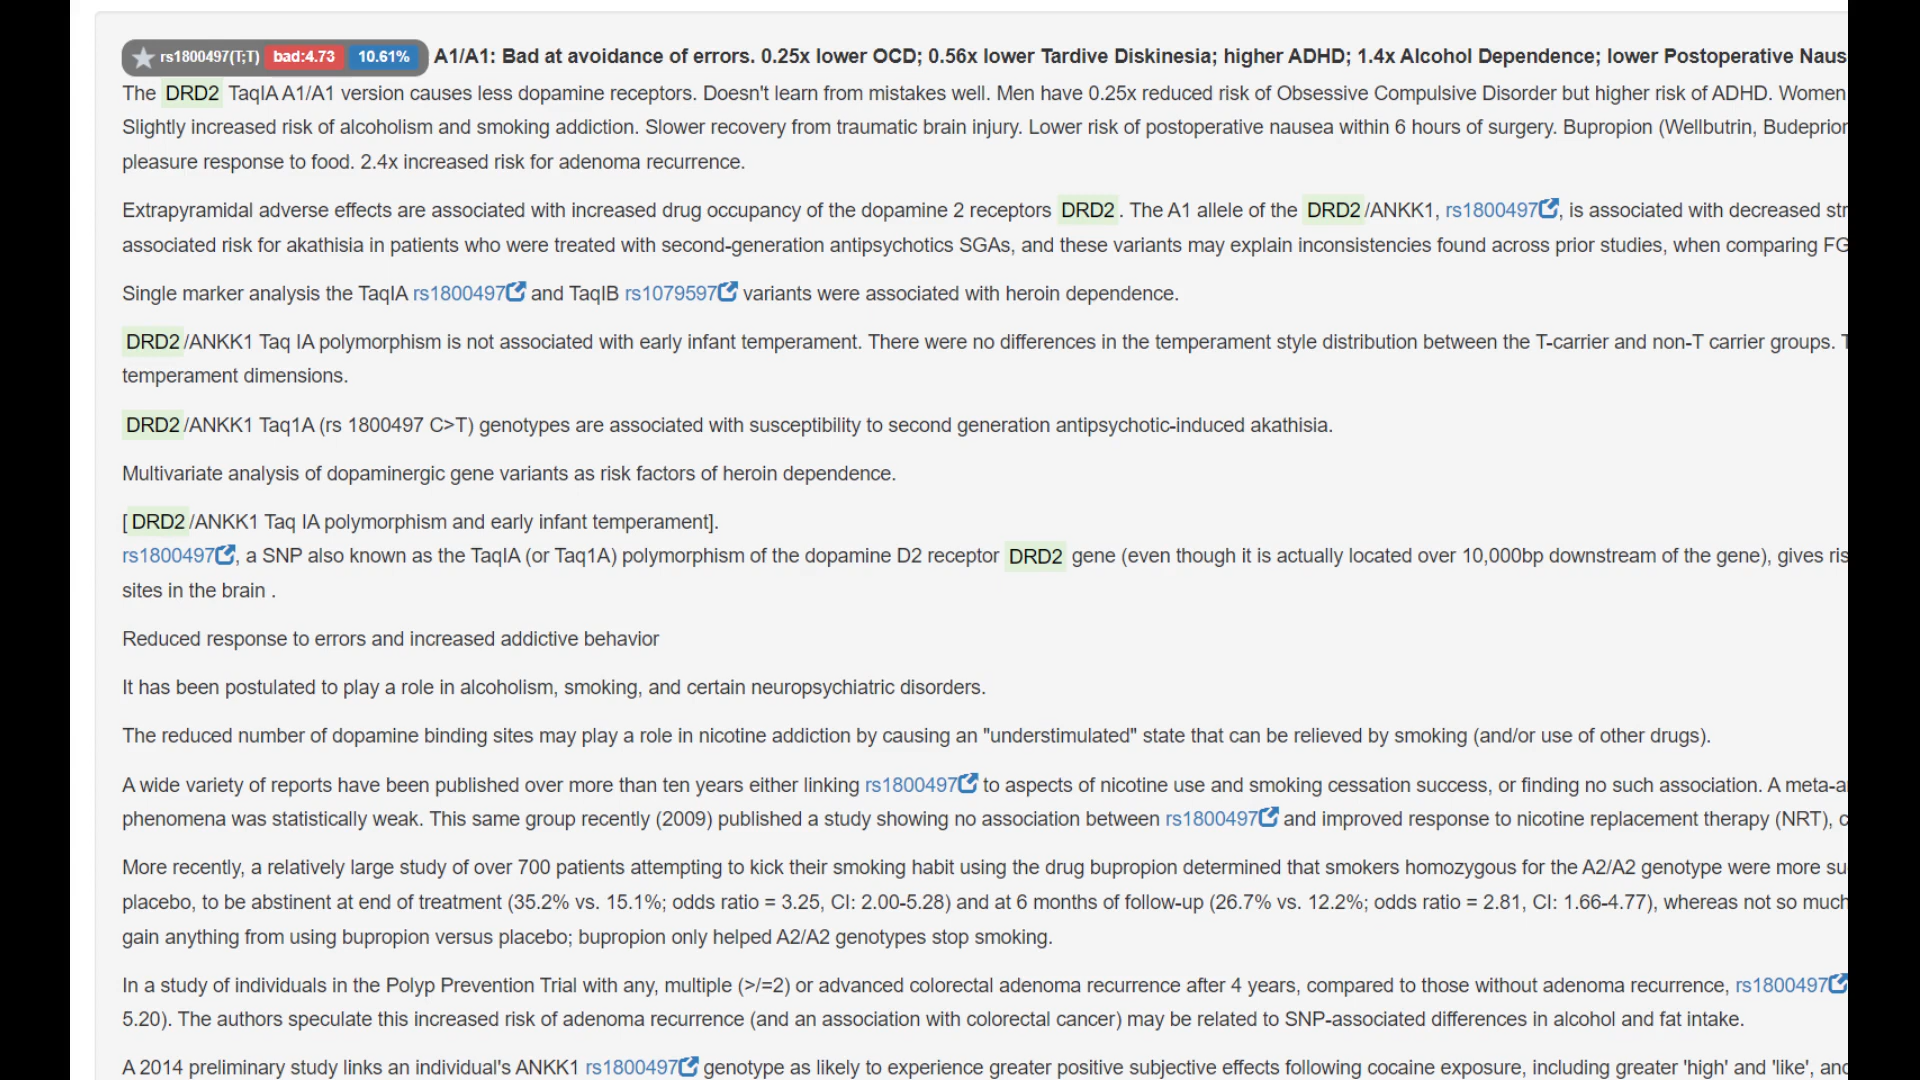 rs1800497(T;T) bad:4.73 10.61% A1/A1: Bad at avoidance of errors. 0.25x lower OCD; 0.56x lower Tardive Diskinesia; higher ADHD; 1.4x Alcohol Dependence; lower Postoperative Naus
The DRD2 TaqIA A1/A1 version causes less dopamine receptors. Doesn't learn from mistakes well. Men have 0.25x reduced risk of Obsessive Compulsive Disorder but higher risk of ADHD. Women
Slightly increased risk of alcoholism and smoking addiction. Slower recovery from traumatic brain injury. Lower risk of postoperative nausea within 6 hours of surgery. Bupropion (Wellbutrin, Budeprion
pleasure response to food. 2.4x increased risk for adenoma recurrence.
Extrapyramidal adverse effects are associated with increased drug occupancy of the dopamine 2 receptors DRD2. The A1 allele of the DRD2/ANKK1, rs1800497, is associated with decreased str
associated risk for akathisia in patients who were treated with second-generation antipsychotics SGAs, and these variants may explain inconsistencies found across prior studies, when comparing FG
Single marker analysis the TaqIA rs1800497 and TaqIB rs1079597 variants were associated with heroin dependence.
DRD2/ANKK1 Taq IA polymorphism is not associated with early infant temperament. There were no differences in the temperament style distribution between the T-carrier and non-T carrier groups. T
temperament dimensions.
DRD2/ANKK1 Taq1A (rs 1800497 C>T) genotypes are associated with susceptibility to second generation antipsychotic-induced akathisia.
Multivariate analysis of dopaminergic gene variants as risk factors of heroin dependence.
[DRD2/ANKK1 Taq IA polymorphism and early infant temperament].
rs1800497, a SNP also known as the TaqIA (or Taq1A) polymorphism of the dopamine D2 receptor DRD2 gene (even though it is actually located over 10,000bp downstream of the gene), gives ris
sites in the brain .
Reduced response to errors and increased addictive behavior
It has been postulated to play a role in alcoholism, smoking, and certain neuropsychiatric disorders.
The reduced number of dopamine binding sites may play a role in nicotine addiction by causing an "understimulated" state that can be relieved by smoking (and/or use of other drugs).
A wide variety of reports have been published over more than ten years either linking rs1800497 to aspects of nicotine use and smoking cessation success, or finding no such association. A meta-a
phenomena was statistically weak. This same group recently (2009) published a study showing no association between rs1800497 and improved response to nicotine replacement therapy (NRT), c
More recently, a relatively large study of over 700 patients attempting to kick their smoking habit using the drug bupropion determined that smokers homozygous for the A2/A2 genotype were more su
placebo, to be abstinent at end of treatment (35.2% vs. 15.1%; odds ratio = 3.25, CI: 2.00-5.28) and at 6 months of follow-up (26.7% vs. 12.2%; odds ratio = 2.81, CI: 1.66-4.77), whereas not so much
gain anything from using bupropion versus placebo; bupropion only helped A2/A2 genotypes stop smoking.
In a study of individuals in the Polyp Prevention Trial with any, multiple (>/=2) or advanced colorectal adenoma recurrence after 4 years, compared to those without adenoma recurrence, rs1800497
5.20). The authors speculate this increased risk of adenoma recurrence (and an association with colorectal cancer) may be related to SNP-associated differences in alcohol and fat intake.
A 2014 preliminary study links an individual's ANKK1 rs1800497 genotype as likely to experience greater positive subjective effects following cocaine exposure, including greater 'high' and 'like', and